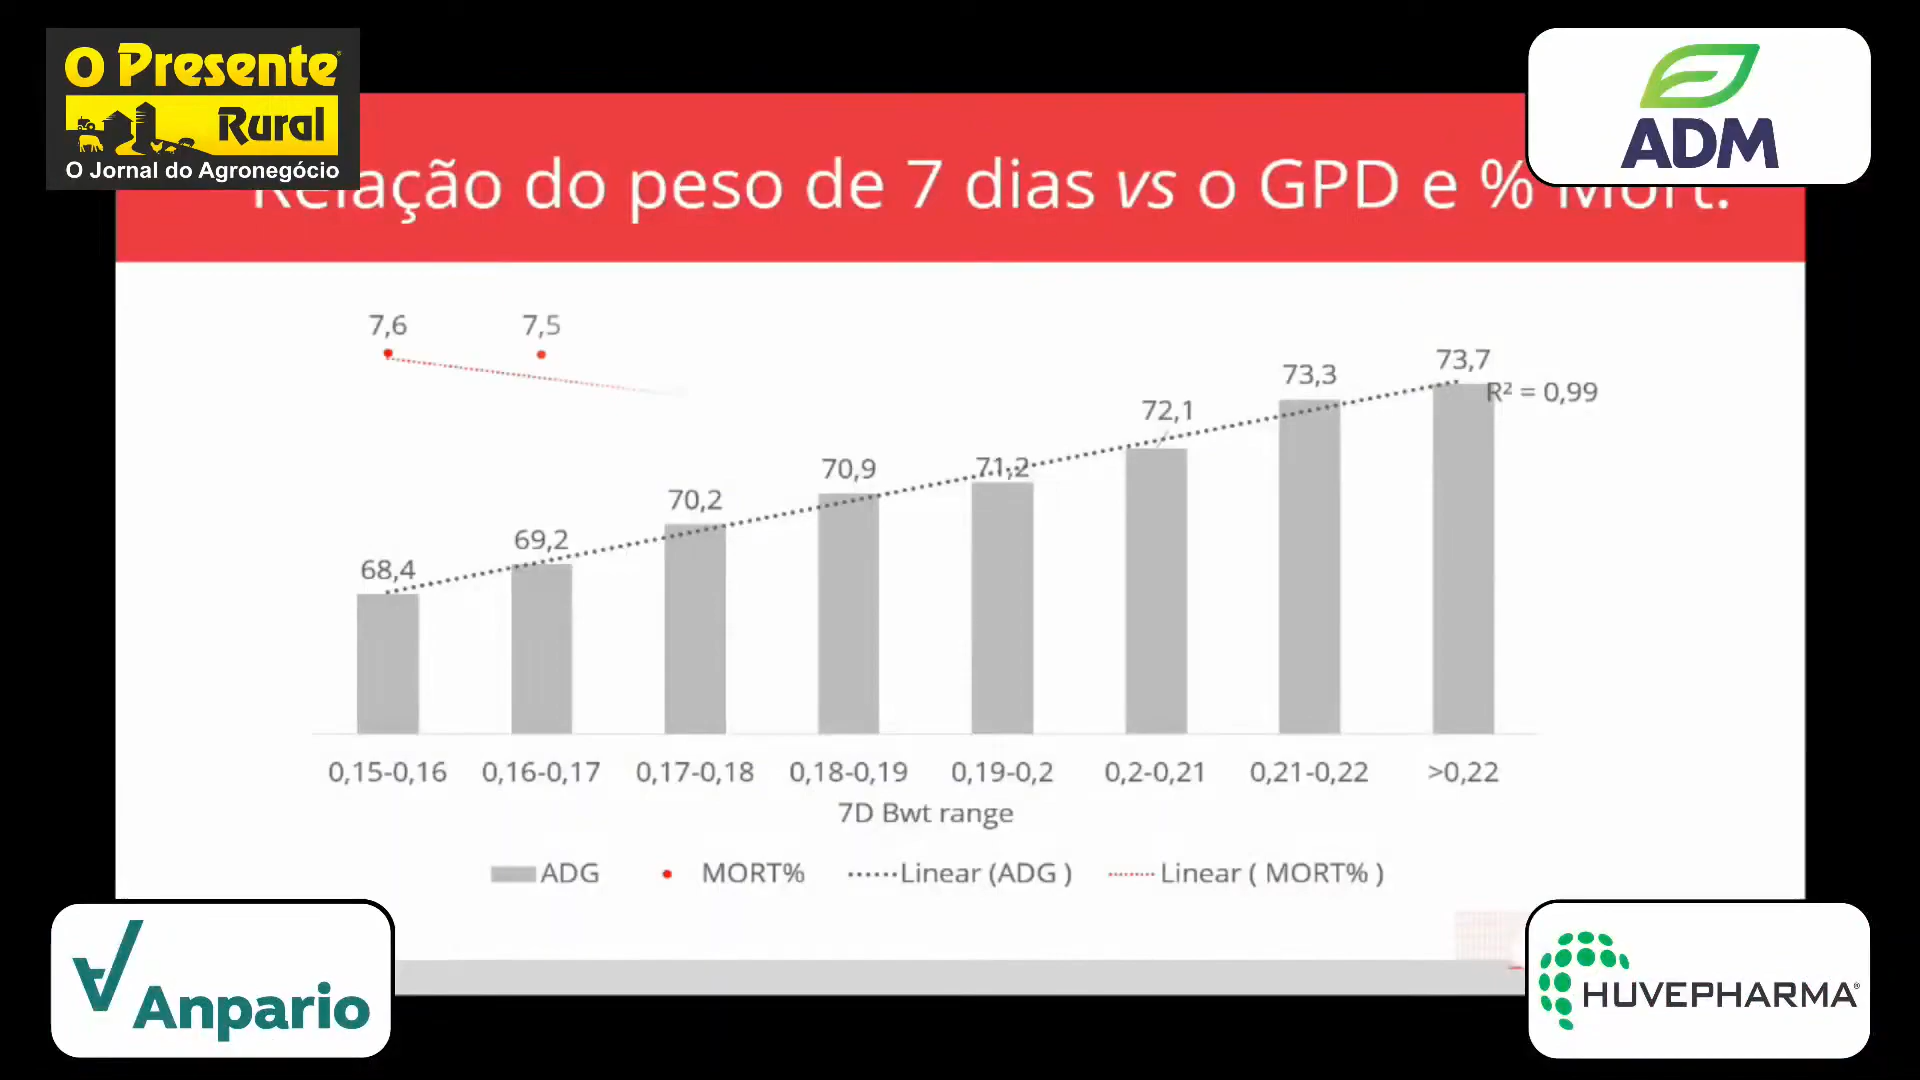 O Presente
Rural
O Jornal do Agronegócio
ADM
Relação do peso de 7 dias vs o GPD e % Mort.
7,6
7,5
68,4
69,2
70,2
70,9
71,2
72,1
73,3
73,7
R² = 0,99
0,15-0,16 0,16-0,17 0,17-0,18 0,18-0,19 0,19-0,2 0,2-0,21 0,21-0,22 >0,22
7D Bwt range
ADG MORT% Linear (ADG ) Linear ( MORT% )
Anpario
HUVEPHARMA®